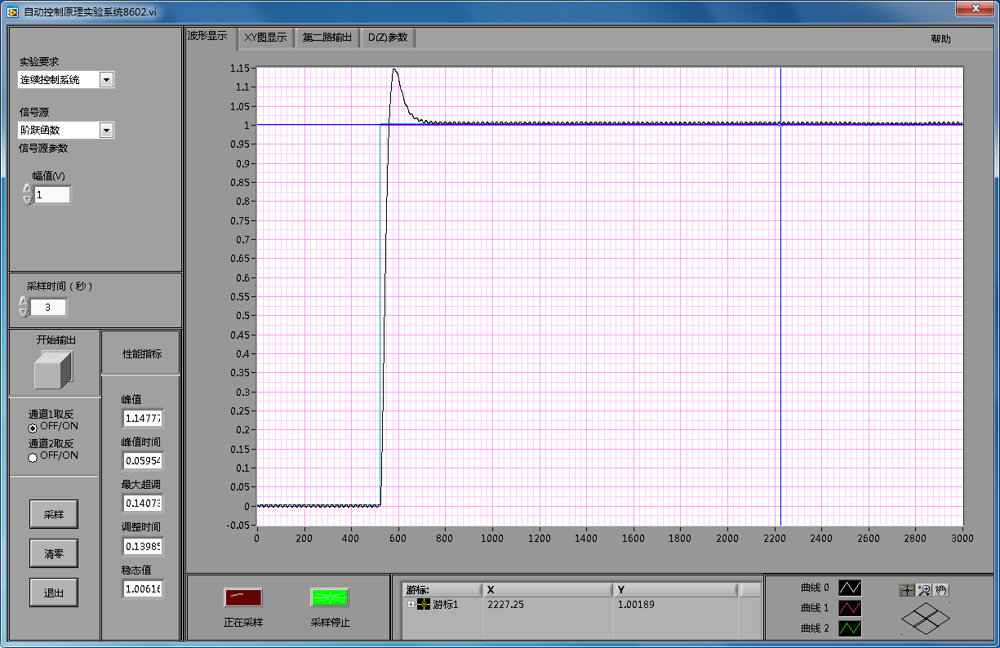 自动控制原理实验系统8602.vi
波形显示 XY图显示 第二路输出 D(Z)参数 帮助
实验要求
连续控制系统
信号源
阶跃函数
信号源参数
幅值(V)
1
采样时间（秒）
3
开始输出
通道1取反
OFF/ON
通道2取反
OFF/ON
采样
清零
退出
性能指标
峰值
1.1477
峰值时间
0.05954
最大超调
0.1407
调整时间
0.13985
稳态值
1.00616
1.15
1.1
1.05
1
0.95
0.9
0.85
0.8
0.75
0.7
0.65
0.6
0.55
0.5
0.45
0.4
0.35
0.3
0.25
0.2
0.15
0.1
0.05
0
-0.05
0 200 400 600 800 1000 1200 1400 1600 1800 2000 2200 2400 2600 2800 3000
正在采样 采样停止
游标: X Y
游标1 2227.25 1.00189
曲线 0
曲线 1
曲线 2